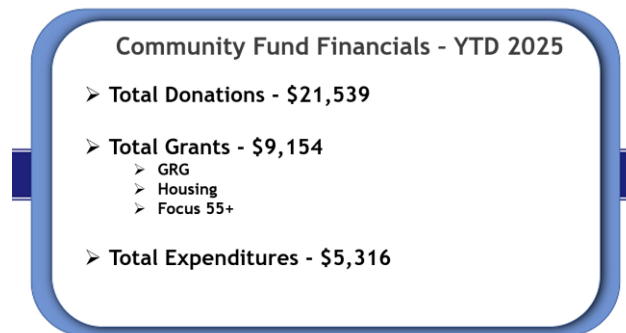 Community Fund Financials - YTD 2025
➢ Total Donations - $21,539
➢ Total Grants - $9,154
➢ GRG
➢ Housing
➢ Focus 55+
➢ Total Expenditures - $5,316